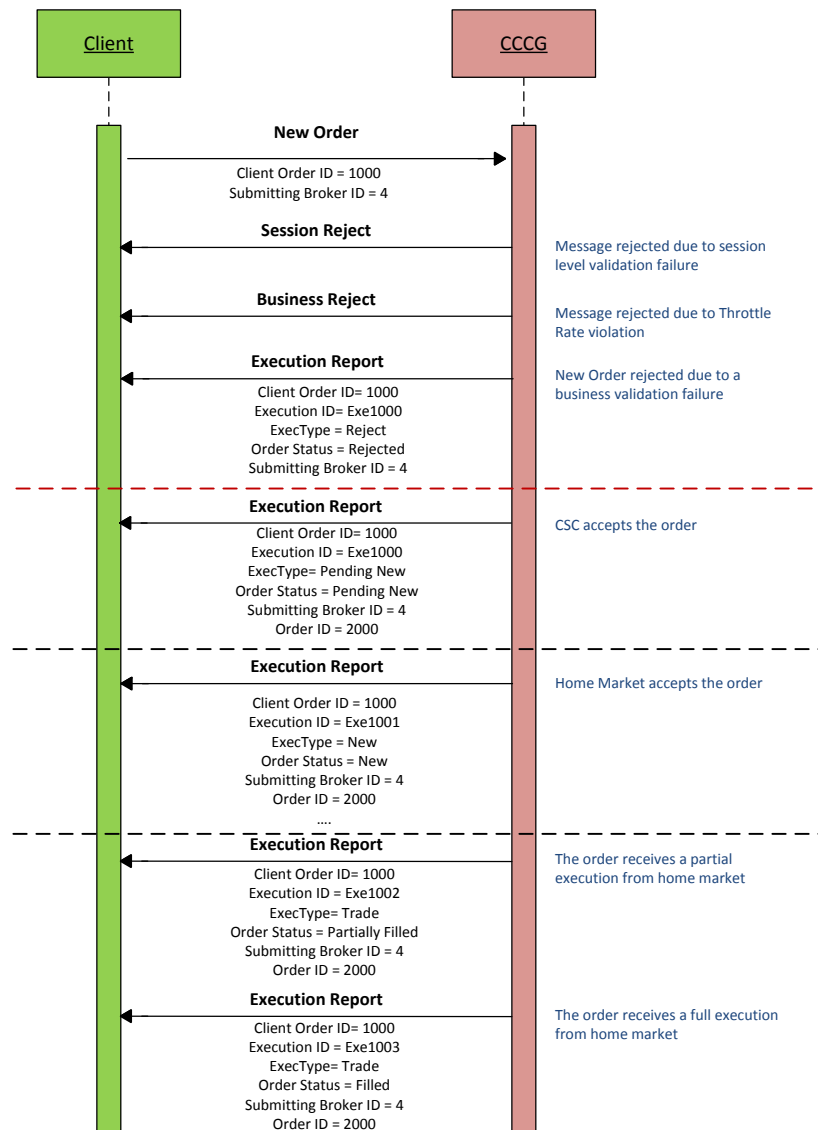 Client
CCCG
New Order
Client Order ID = 1000
Submitting Broker ID = 4
Session Reject
Message rejected due to session
level validation failure
Business Reject
Message rejected due to Throttle
Rate violation
Execution Report
New Order rejected due to a
business validation failure
Client Order ID= 1000
Execution ID= Exe1000
ExecType = Reject
Order Status = Rejected
Submitting Broker ID = 4
Execution Report
CSC accepts the order
Client Order ID= 1000
Execution ID = Exe1000
ExecType= Pending New
Order Status = Pending New
Submitting Broker ID = 4
Order ID = 2000
Execution Report
Home Market accepts the order
Client Order ID = 1000
Execution ID = Exe1001
ExecType = New
Order Status = New
Submitting Broker ID = 4
Order ID = 2000
....
Execution Report
The order receives a partial
execution from home market
Client Order ID = 1000
Execution ID = Exe1002
ExecType= Trade
Order Status = Partially Filled
Submitting Broker ID = 4
Order ID = 2000
Execution Report
The order receives a full execution
from home market
Client Order ID = 1000
Execution ID = Exe1003
ExecType= Trade
Order Status = Filled
Submitting Broker ID = 4
Order ID = 2000